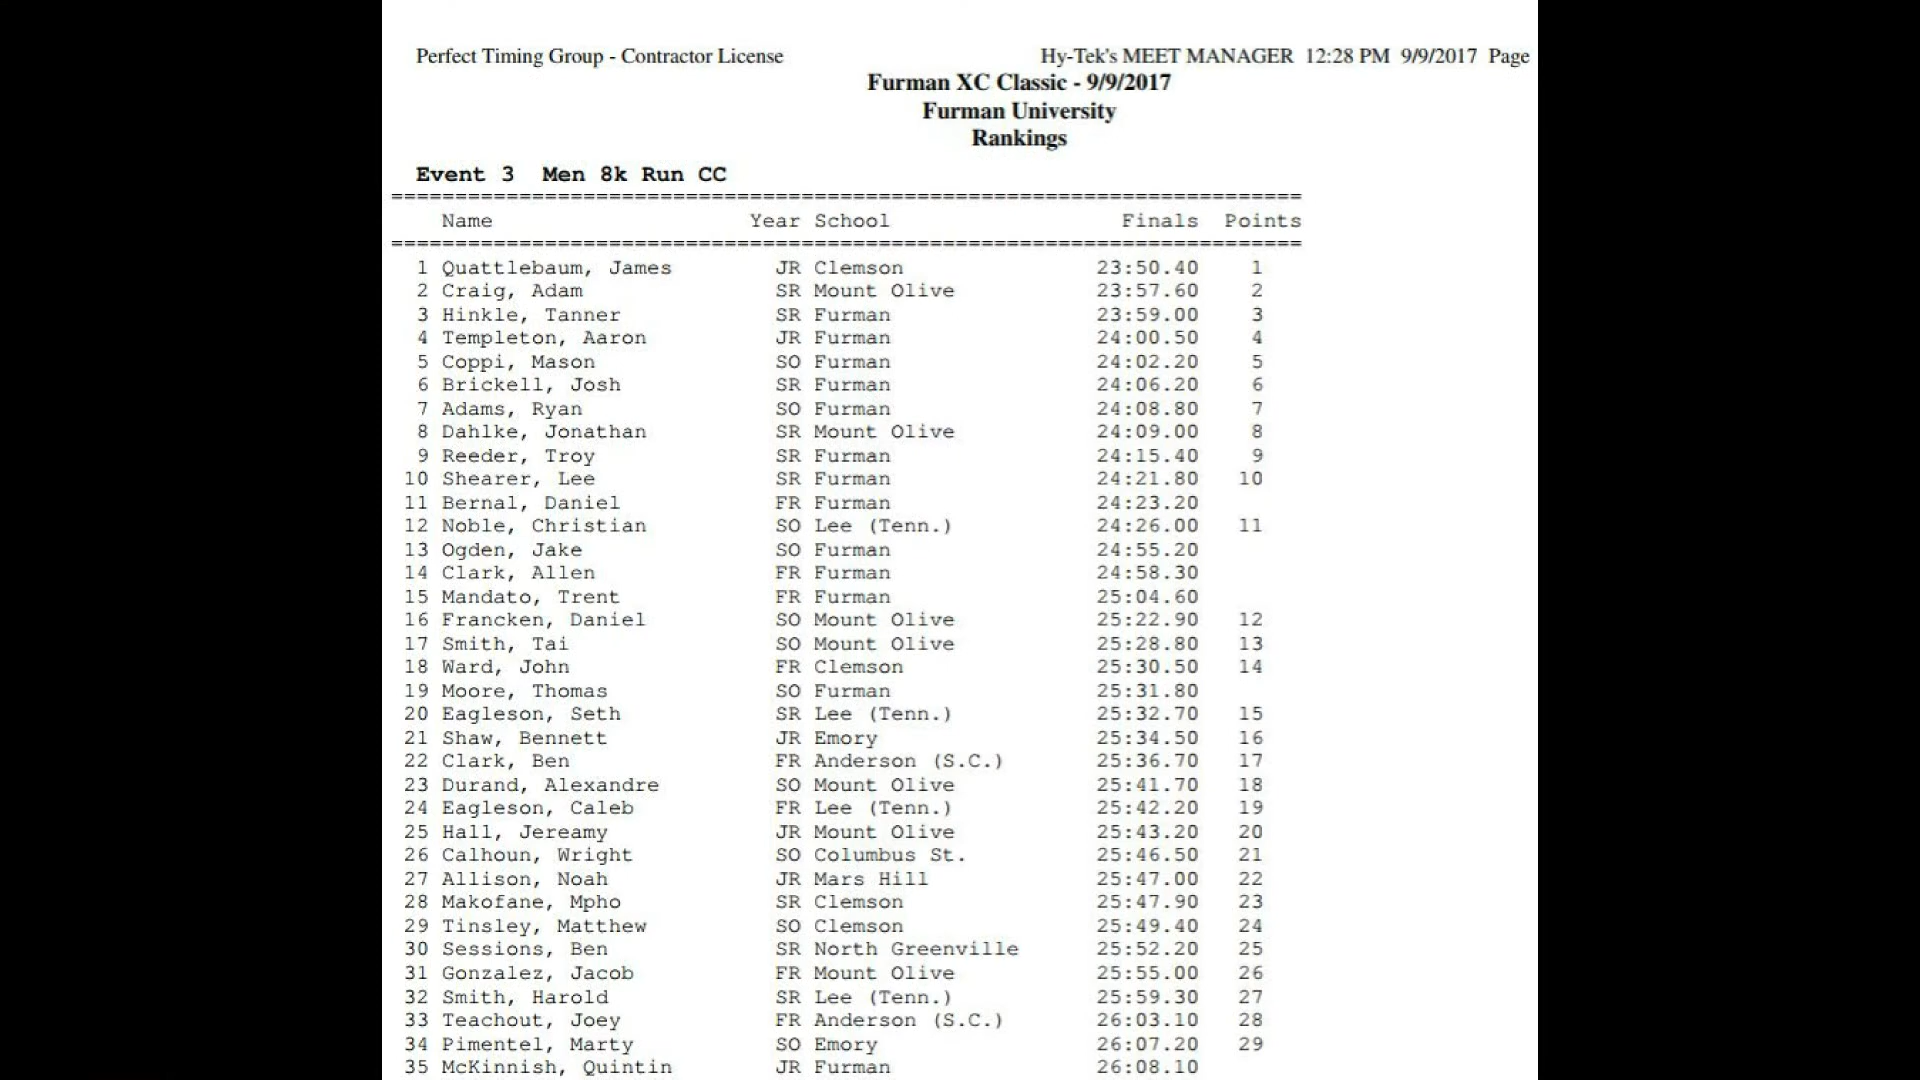 Perfect Timing Group - Contractor License Hy-Tek's MEET MANAGER 12:28 PM 9/9/2017 Page
Furman XC Classic - 9/9/2017
Furman University
Rankings
Event 3 Men 8k Run CC
=======================================================================
Name Year School Finals Points
=======================================================================
1 Quattlebaum, James JR Clemson 23:50.40 1
2 Craig, Adam SR Mount Olive 23:57.60 2
3 Hinkle, Tanner SR Furman 23:59.00 3
4 Templeton, Aaron JR Furman 24:00.50 4
5 Coppi, Mason SO Furman 24:02.20 5
6 Brickell, Josh SR Furman 24:06.20 6
7 Adams, Ryan SO Furman 24:08.80 7
8 Dahlke, Jonathan SR Mount Olive 24:09.00 8
9 Reeder, Troy SR Furman 24:15.40 9
10 Shearer, Lee SR Furman 24:21.80 10
11 Bernal, Daniel FR Furman 24:23.20
12 Noble, Christian SO Lee (Tenn.) 24:26.00 11
13 Ogden, Jake SO Furman 24:55.20
14 Clark, Allen FR Furman 24:58.30
15 Mandato, Trent FR Furman 25:04.60
16 Francken, Daniel SO Mount Olive 25:22.90 12
17 Smith, Tai SO Mount Olive 25:28.80 13
18 Ward, John FR Clemson 25:30.50 14
19 Moore, Thomas SO Furman 25:31.80
20 Eagleson, Seth SR Lee (Tenn.) 25:32.70 15
21 Shaw, Bennett JR Emory 25:34.50 16
22 Clark, Ben FR Anderson (S.C.) 25:36.70 17
23 Durand, Alexandre SO Mount Olive 25:41.70 18
24 Eagleson, Caleb FR Lee (Tenn.) 25:42.20 19
25 Hall, Jereamy JR Mount Olive 25:43.20 20
26 Calhoun, Wright SO Columbus St. 25:46.50 21
27 Allison, Noah JR Mars Hill 25:47.00 22
28 Makofane, Mpho SR Clemson 25:47.90 23
29 Tinsley, Matthew SO Clemson 25:49.40 24
30 Sessions, Ben SR North Greenville 25:52.20 25
31 Gonzalez, Jacob FR Mount Olive 25:55.00 26
32 Smith, Harold SR Lee (Tenn.) 25:59.30 27
33 Teachout, Joey FR Anderson (S.C.) 26:03.10 28
34 Pimentel, Marty SO Emory 26:07.20 29
35 McKinnish, Quintin JR Furman 26:08.10